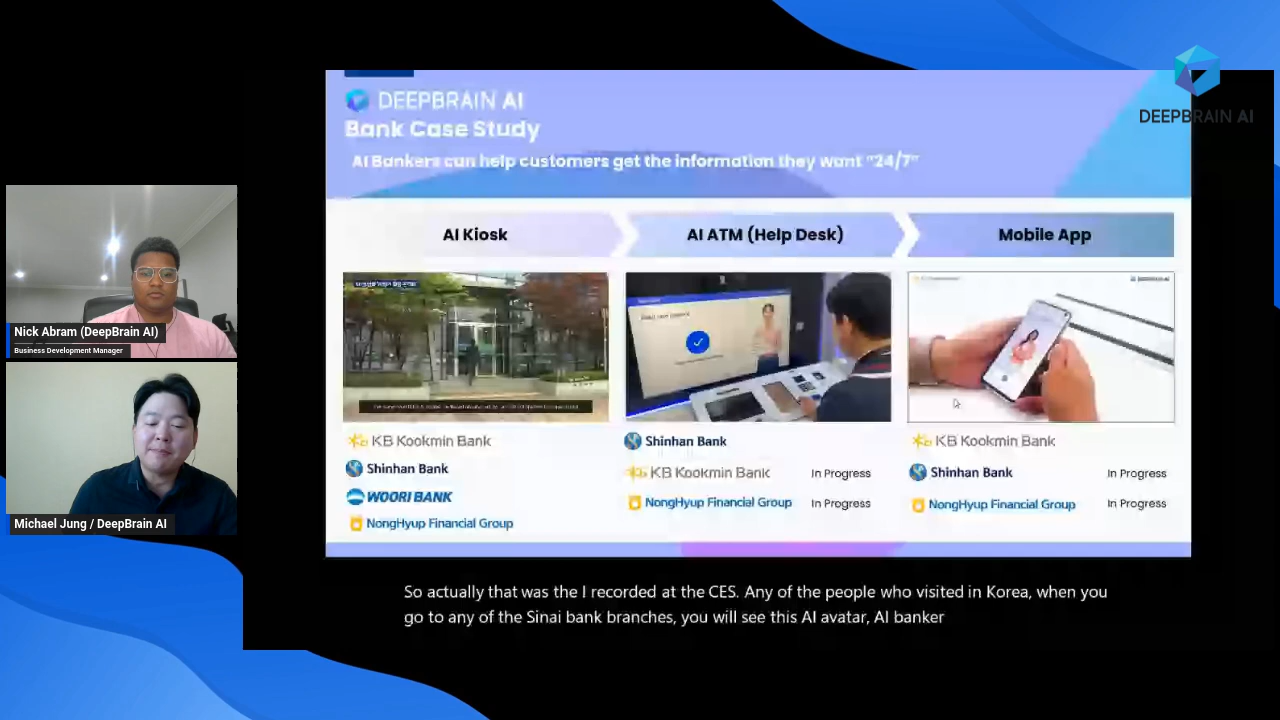 DEEPBRAIN AI
DEEPBRAIN AI
Bank Case Study
AI Bankers can help customers get the information they want "24/7"
AI Kiosk
AI ATM (Help Desk)
Mobile App
KB Kookmin Bank
Shinhan Bank
WOORI BANK
NongHyup Financial Group
Shinhan Bank
KB Kookmin Bank In Progress
NongHyup Financial Group In Progress
KB Kookmin Bank
Shinhan Bank In Progress
NongHyup Financial Group In Progress
Nick Abram (DeepBrain AI)
Business Development Manager
Michael Jung / DeepBrain AI
So actually that was the I recorded at the CES. Any of the people who visited in Korea, when you
go to any of the Sinai bank branches, you will see this AI avatar, AI banker